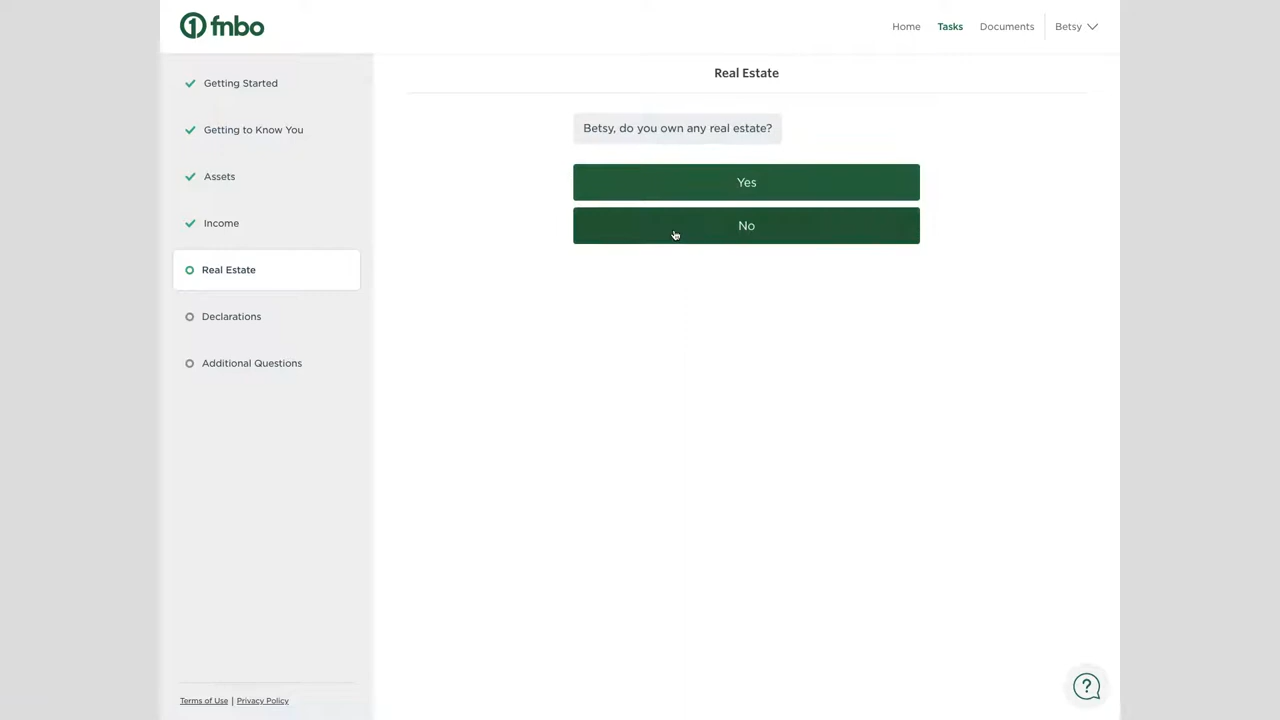 fnbo
Home Tasks Documents Betsy
Getting Started
Getting to Know You
Assets
Income
Real Estate
Declarations
Additional Questions
Real Estate
Betsy, do you own any real estate?
Yes
No
Terms of Use | Privacy Policy
?